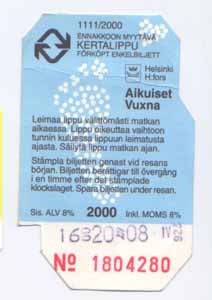 1111/2000
ENNAKKOON MYYTÄVÄ
KERTALIPPU
FÖRKÖPT ENKELBILJETT
Helsinki
H:fors
Aikuiset
Vuxna
Leimaa lippu välittömästi matkan
alkaessa. Lippu oikeuttaa vaihtoon
tunnin kuluessa lippuun leimatusta
ajasta. Säilytä lippu matkan ajan.
Stämpla biljetten genast vid resans
början. Biljetten berättigar till övergång
i en timme efter det stämplade
klockslaget. Spara biljetten under resan.
Sis. ALV 8% 2000 Inkl. MOMS 8%
Nº 1804280